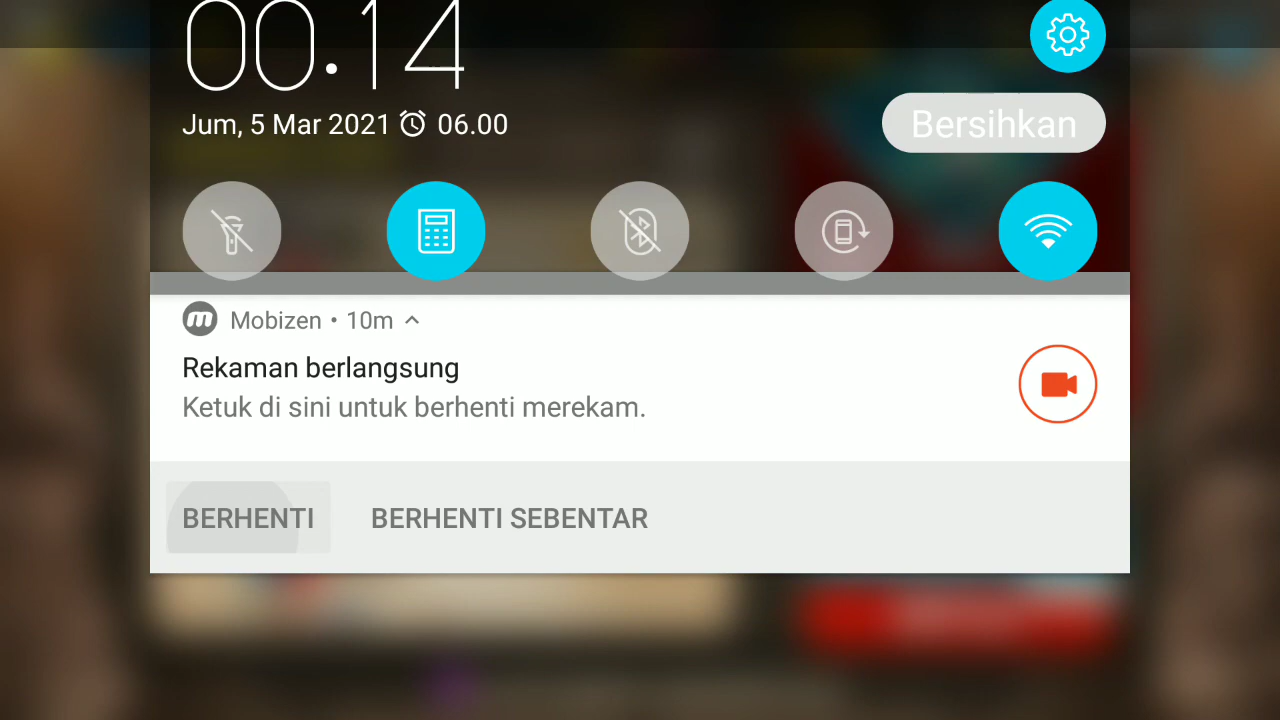 00.14
Jum, 5 Mar 2021 06.00
Bersihkan
Mobizen • 10m
Rekaman berlangsung
Ketuk di sini untuk berhenti merekam.
BERHENTI BERHENTI SEBENTAR